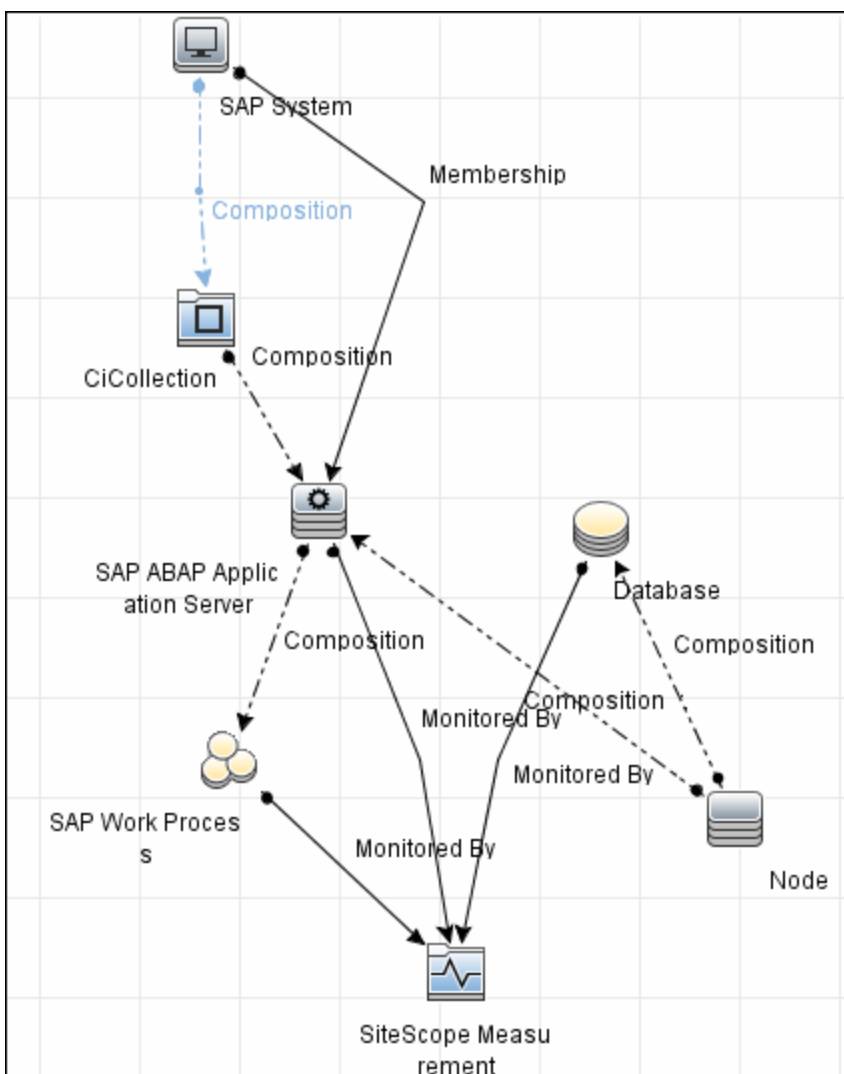 SAP System
Membership
Composition
Composition
CiCollection
SAP ABAP Applic
ation Server
Database
Composition
Composition
Composition
Monitored By
Monitored By
SAP Work Proces
s
Monitored By
Node
SiteScope Measu
rement